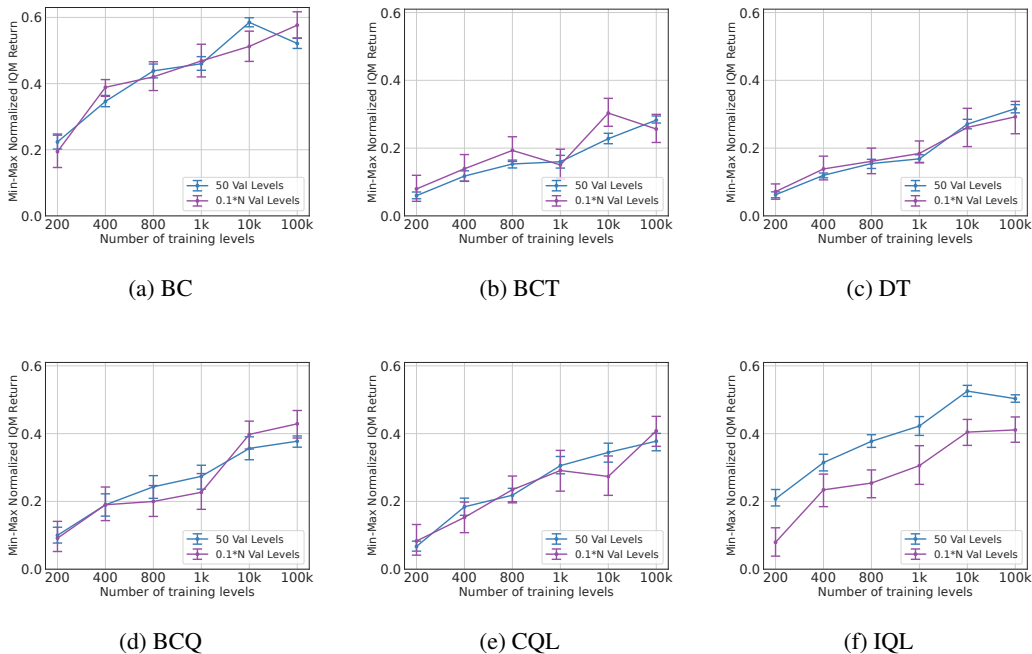 Min-Max Normalized IQM Return
0.6
0.4
0.2
0.0
200 400 800 1k 10k 100k
Number of training levels
50 Val Levels
0.1*N Val Levels
(a) BC
Min-Max Normalized IQM Return
0.6
0.4
0.2
0.0
200 400 800 1k 10k 100k
Number of training levels
50 Val Levels
0.1*N Val Levels
(b) BCT
Min-Max Normalized IQM Return
0.6
0.4
0.2
0.0
200 400 800 1k 10k 100k
Number of training levels
50 Val Levels
0.1*N Val Levels
(c) DT
Min-Max Normalized IQM Return
0.6
0.4
0.2
0.0
200 400 800 1k 10k 100k
Number of training levels
50 Val Levels
0.1*N Val Levels
(d) BCQ
Min-Max Normalized IQM Return
0.6
0.4
0.2
0.0
200 400 800 1k 10k 100k
Number of training levels
50 Val Levels
0.1*N Val Levels
(e) CQL
Min-Max Normalized IQM Return
0.6
0.4
0.2
0.0
200 400 800 1k 10k 100k
Number of training levels
50 Val Levels
0.1*N Val Levels
(f) IQL